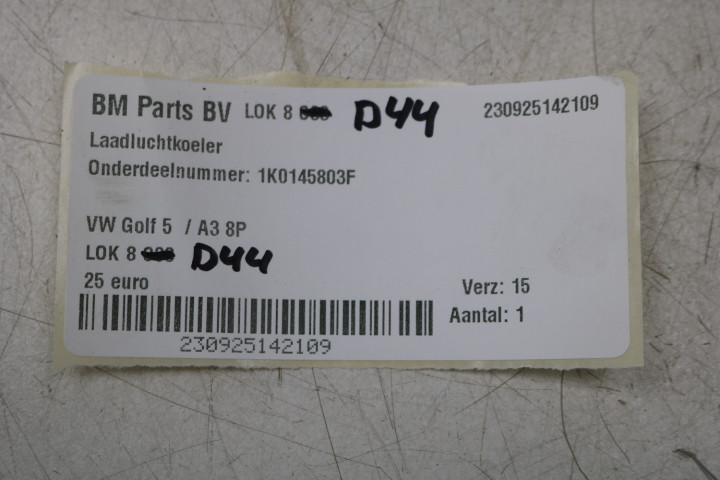 BM Parts BV LOK 8 D44 230925142109
Laadluchtkoeler
Onderdeelnummer: 1K0145803F
VW Golf 5 / A3 8P
LOK 8 D44
25 euro Verz: 15
Aantal: 1
230925142109